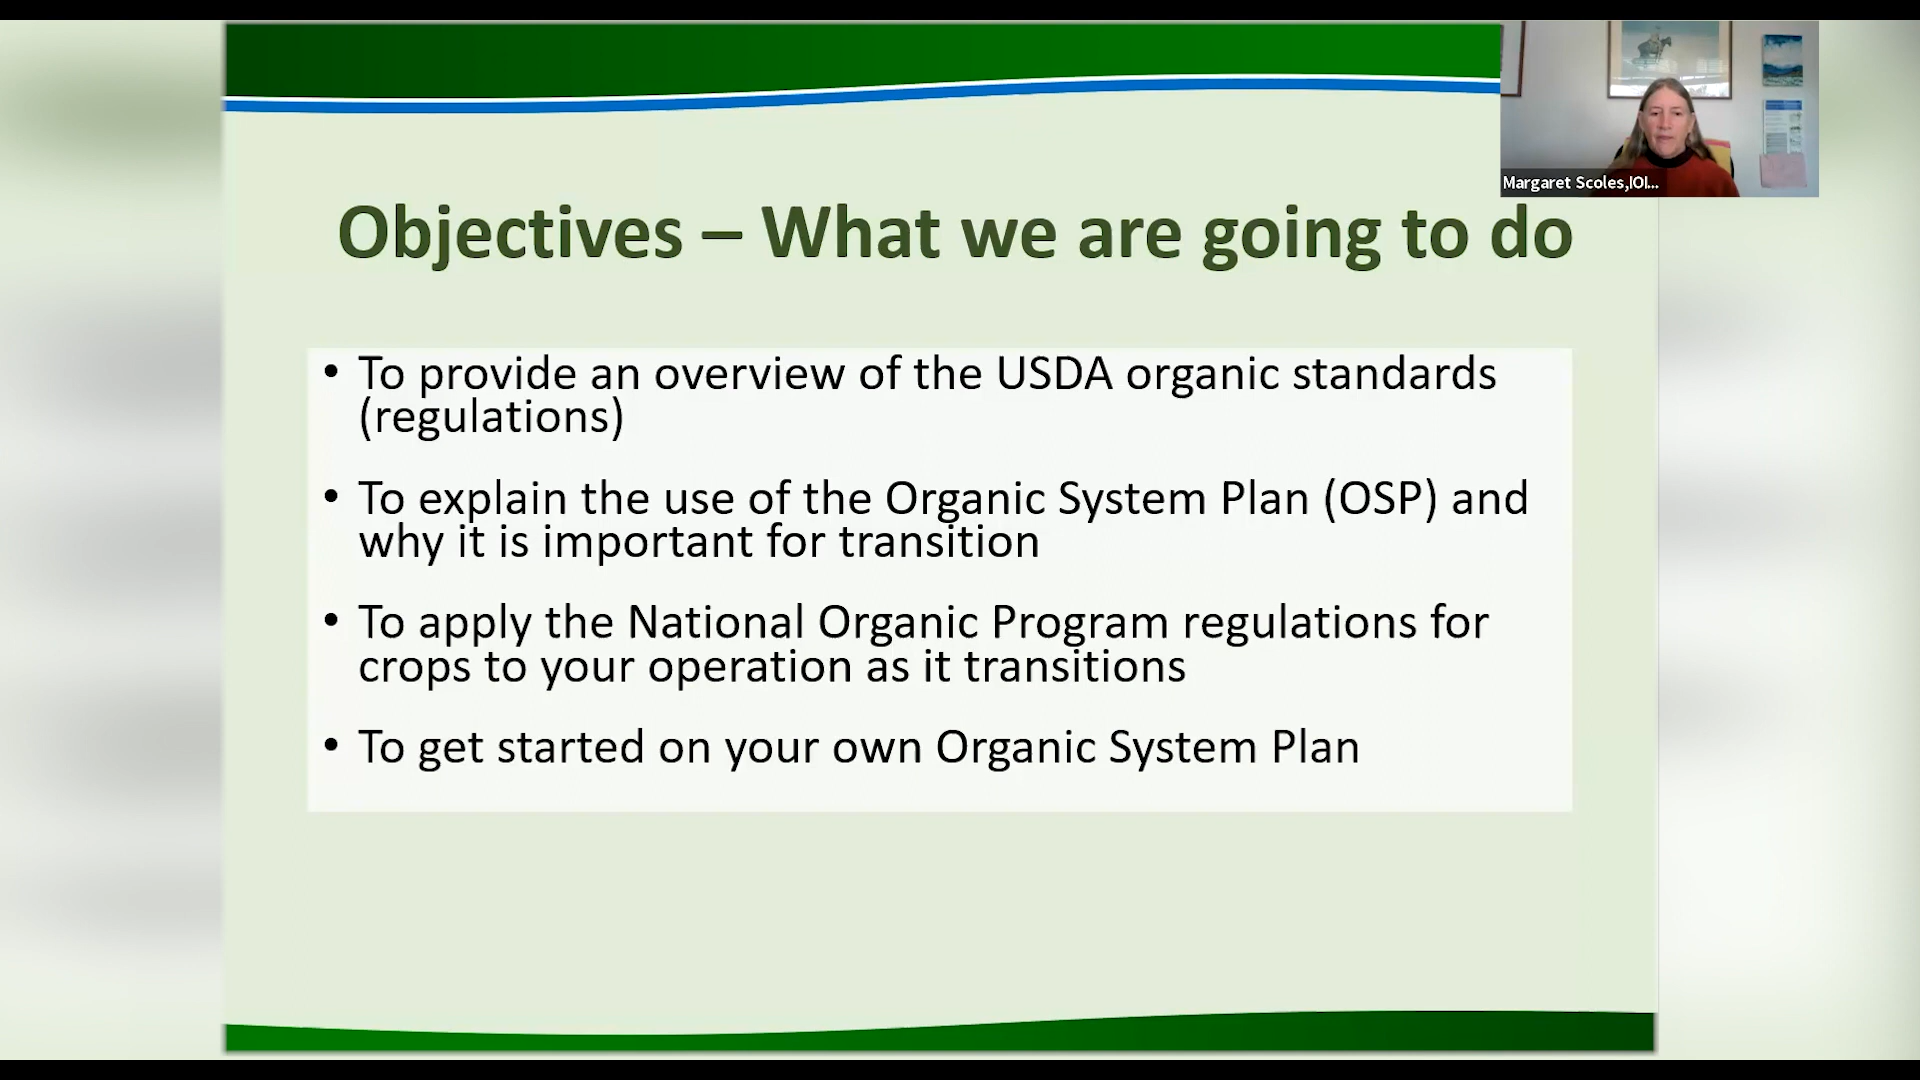 Margaret Scoles,IOI...
Objectives – What we are going to do
• To provide an overview of the USDA organic standards
(regulations)
• To explain the use of the Organic System Plan (OSP) and
why it is important for transition
• To apply the National Organic Program regulations for
crops to your operation as it transitions
• To get started on your own Organic System Plan